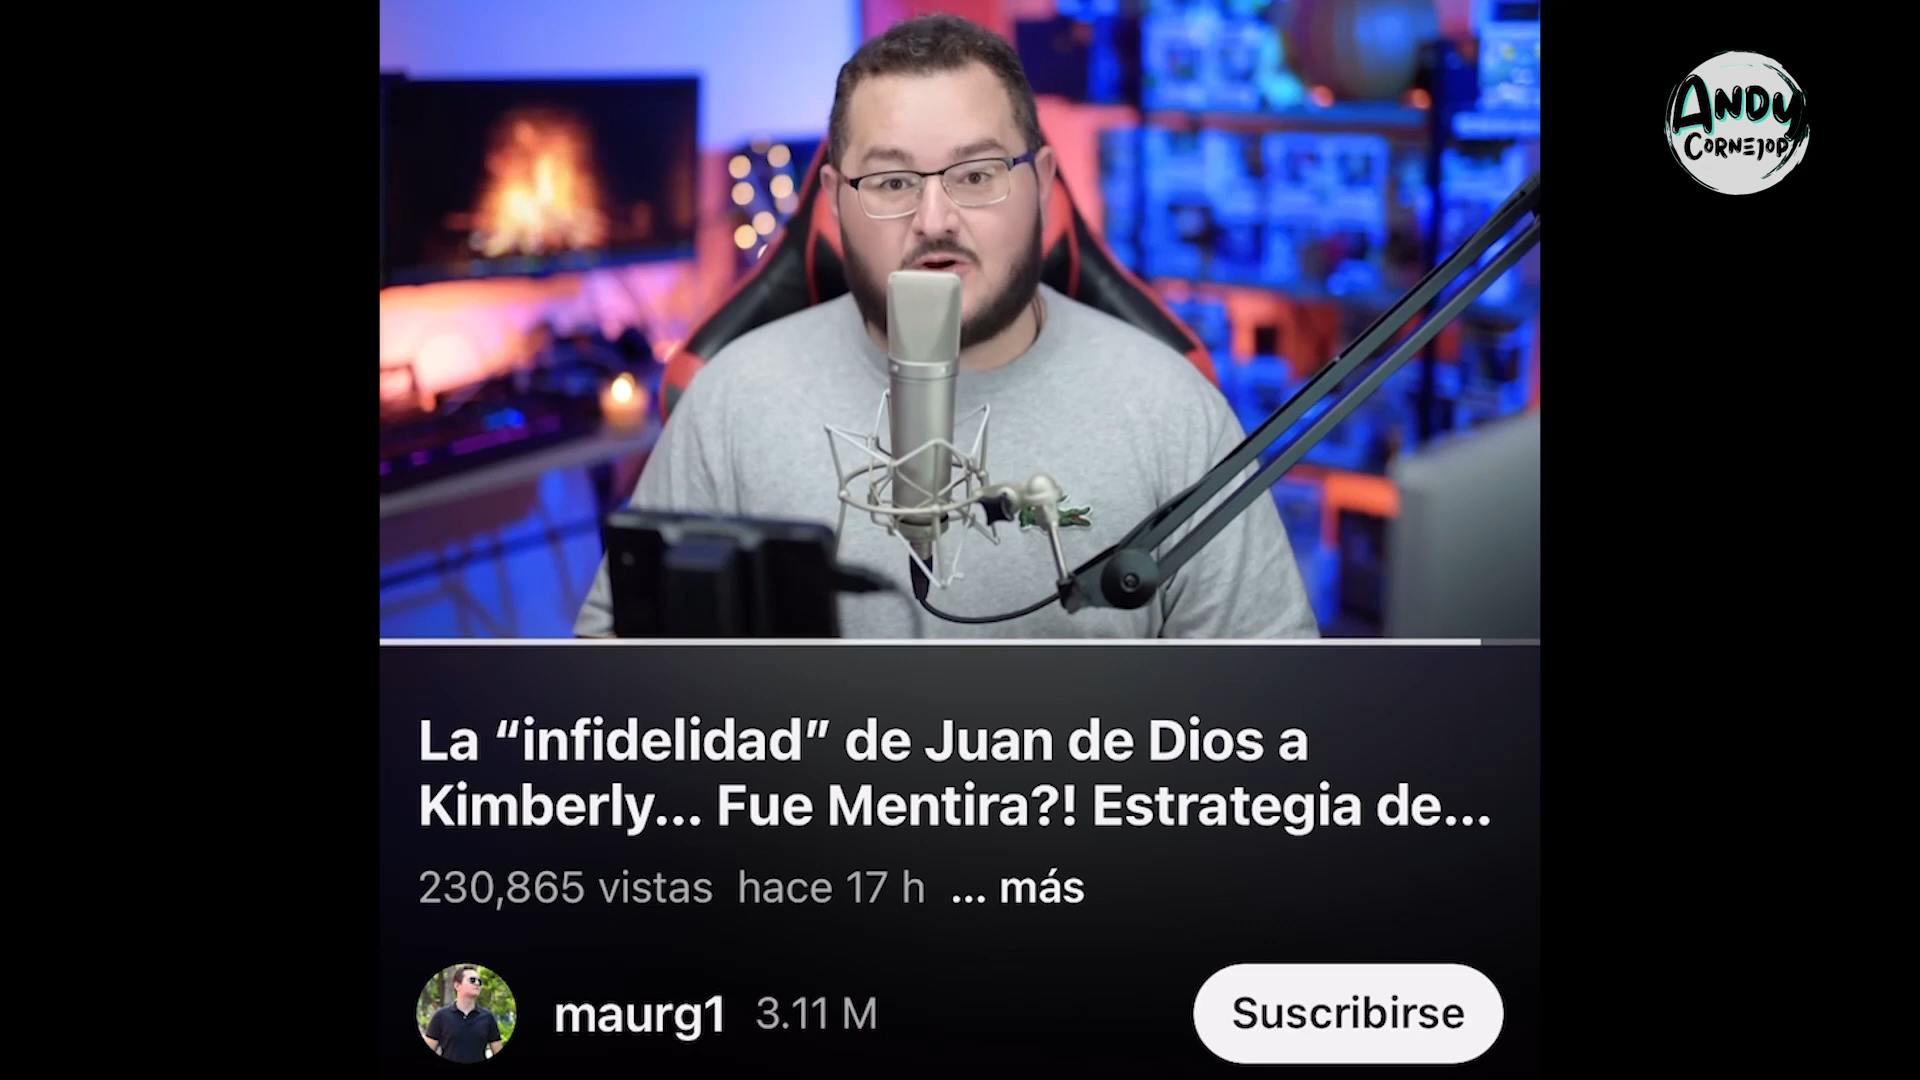 ANDY
CORNEJOP
La “infidelidad” de Juan de Dios a
Kimberly... Fue Mentira?! Estrategia de...
230,865 vistas hace 17 h ... más
maurg1 3.11 M Suscribirse